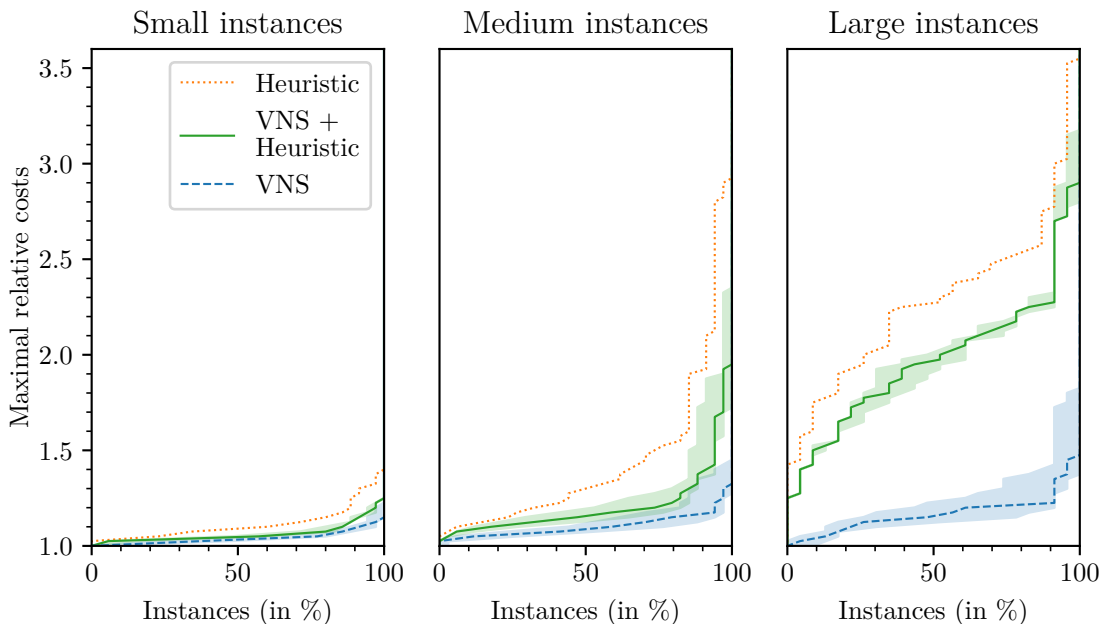 Small instances
Medium instances
Large instances
Maximal relative costs
3.5
3.0
2.5
2.0
1.5
1.0
Heuristic
VNS +
Heuristic
VNS
0
50
100
0
50
100
0
50
100
Instances (in %)
Instances (in %)
Instances (in %)